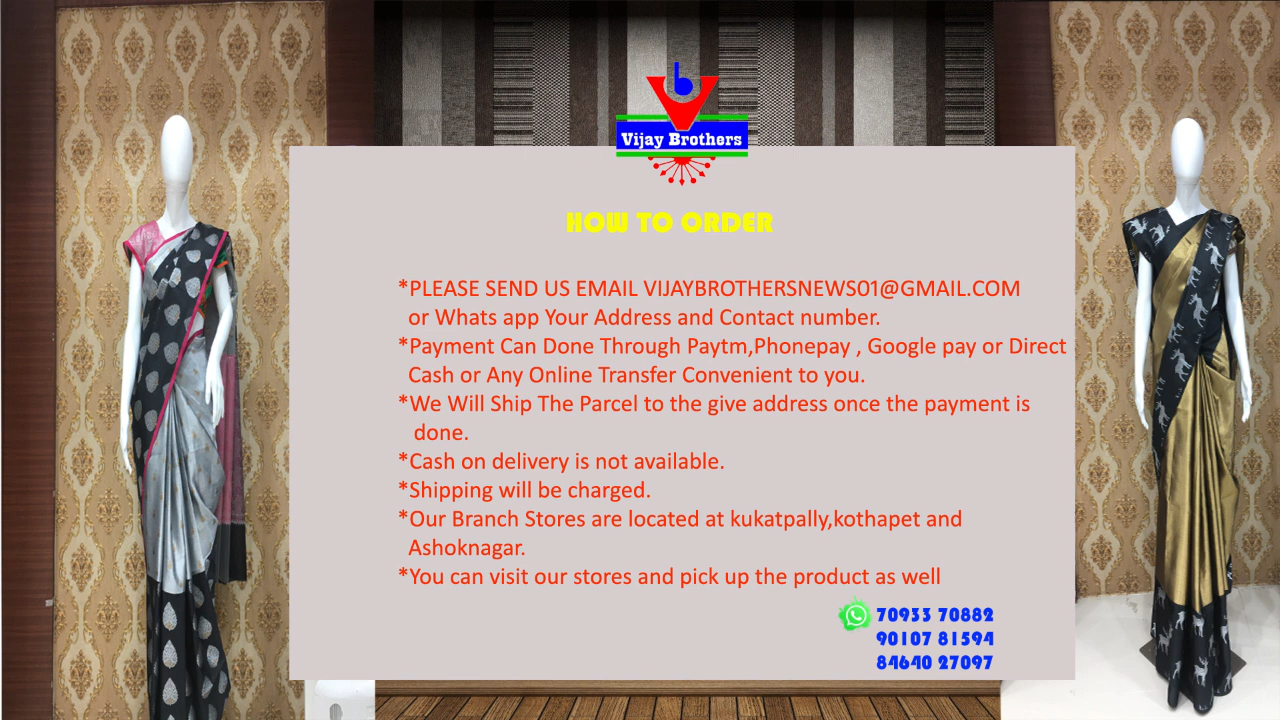 b
Vijay Brothers
HOW TO ORDER
*PLEASE SEND US EMAIL VIJAYBROTHERSNEWS01@GMAIL.COM
or Whats app Your Address and Contact number.
*Payment Can Done Through Paytm,Phonepay , Google pay or Direct
Cash or Any Online Transfer Convenient to you.
*We Will Ship The Parcel to the give address once the payment is
done.
*Cash on delivery is not available.
*Shipping will be charged.
*Our Branch Stores are located at kukatpally,kothapet and
Ashoknagar.
*You can visit our stores and pick up the product as well
70933 70882
90107 81594
84640 27097